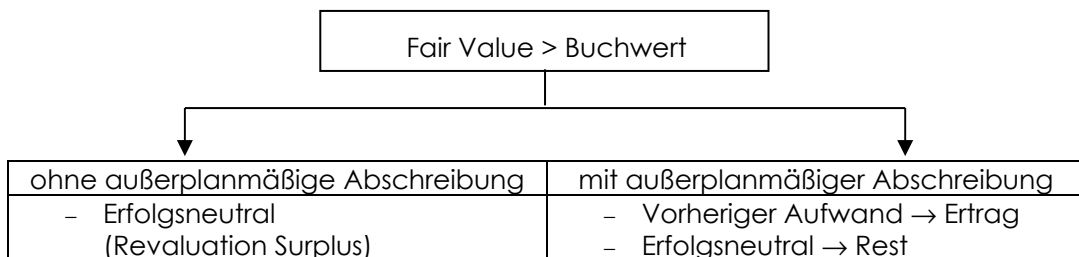 Fair Value > Buchwert
ohne außerplanmäßige Abschreibung
– Erfolgsneutral
(Revaluation Surplus)
mit außerplanmäßiger Abschreibung
– Vorheriger Aufwand → Ertrag
– Erfolgsneutral → Rest